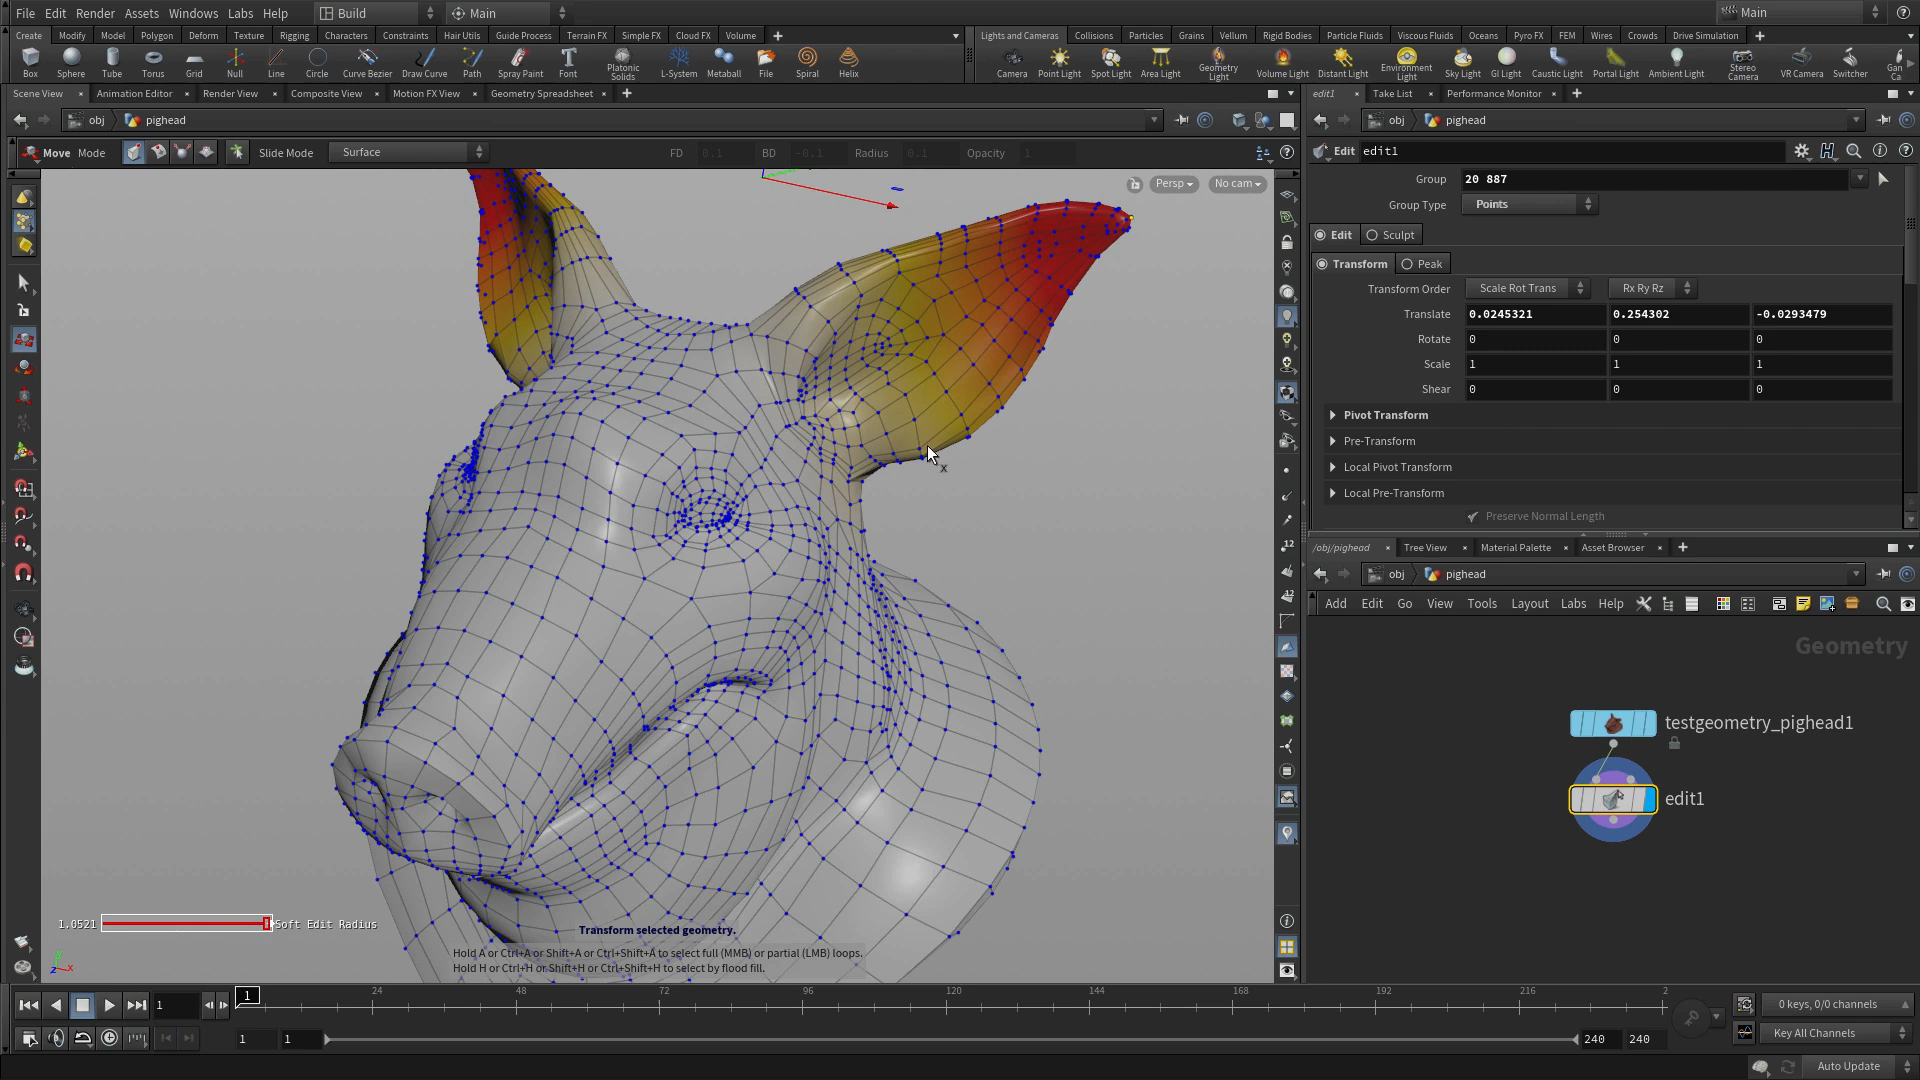 File Edit Render Assets Windows Labs Help Build Main Main
Create Modify Model Polygon Deform Texture Rigging Characters Constraints Hair Utils Guide Process Terrain FX Simple FX Cloud FX Volume
Lights and Cameras Collisions Particles Grains Vellum Rigid Bodies Particle Fluids Viscous Fluids Oceans Pyro FX FEM Wires Crowds Drive Simulation
Box Sphere Tube Torus Grid Null Line Circle Curve Bezier Draw Curve Path Spray Paint Font Platonic Solids L-System Metaball File Spiral Helix
Camera Point Light Spot Light Area Light Geometry Light Volume Light Distant Light Environment Light Sky Light GI Light Caustic Light Portal Light Ambient Light Stereo Camera VR Camera Switcher Gan Ca
Scene View Animation Editor Render View Composite View Motion FX View Geometry Spreadsheet
edit1 Take List Performance Monitor
obj pighead
obj pighead
Move Mode Slide Mode Surface FD 0.1 BD -0.1 Radius 0.1 Opacity 1
Edit edit1
Persp No cam
Group 20 887
Group Type Points
Edit Sculpt
Transform Peak
Transform Order Scale Rot Trans Rx Ry Rz
Translate 0.0245321 0.254302 -0.0293479
Rotate 0 0 0
Scale 1 1 1
Shear 0 0 0
Pivot Transform
Pre-Transform
Local Pivot Transform
Local Pre-Transform
Preserve Normal Length
x
12
12
/obj/pighead Tree View Material Palette Asset Browser
obj pighead
Add Edit Go View Tools Layout Labs Help
Geometry
testgeometry_pighead1
edit1
1.0521 Soft Edit Radius
Transform selected geometry.
Hold A or Ctrl+A or Shift+A or Ctrl+Shift+A to select full (MMB) or partial (LMB) loops.
Hold H or Ctrl+H or Shift+H or Ctrl+Shift+H to select by flood fill.
y
z x
1 1 24 48 72 96 120 144 168 192 216 2
0 keys, 0/0 channels
1 1 240 240
Key All Channels
Auto Update